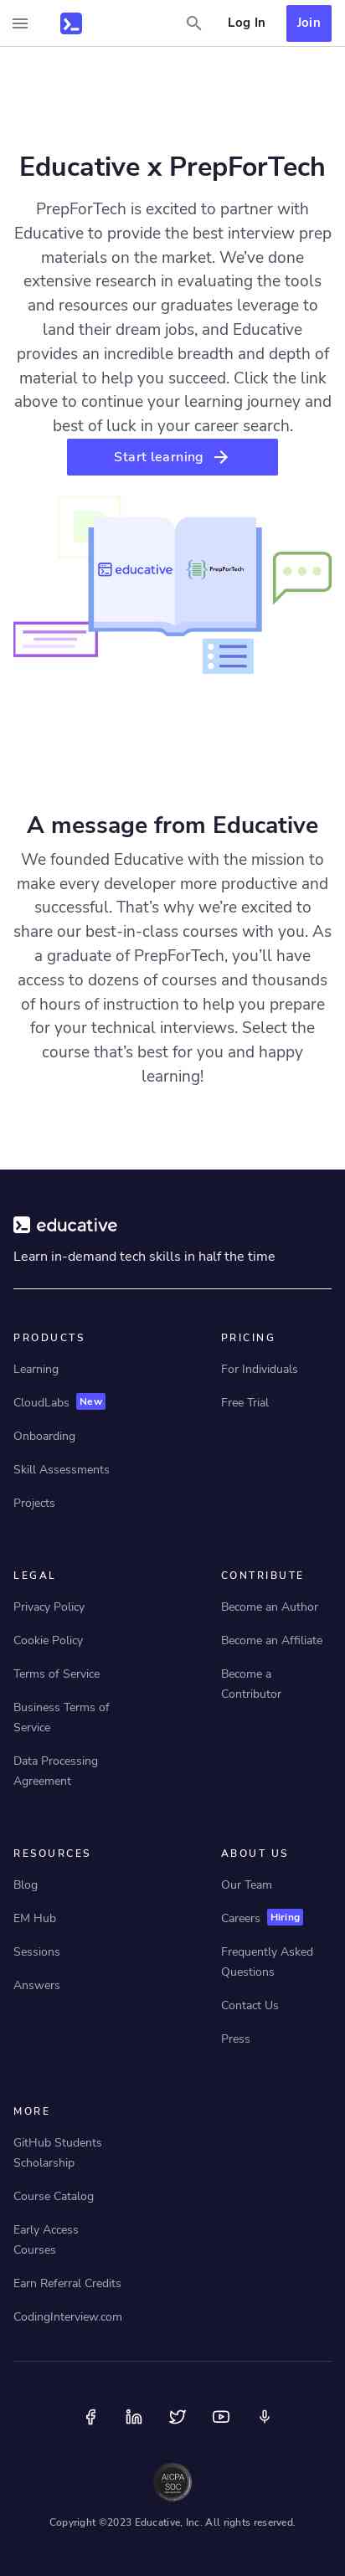 Log In
Join
Educative x PrepForTech
PrepForTech is excited to partner with
Educative to provide the best interview prep
materials on the market. We've done
extensive research in evaluating the tools
and resources our graduates leverage to
land their dream jobs, and Educative
provides an incredible breadth and depth of
material to help you succeed. Click the link
above to continue your learning journey and
best of luck in your career search.
Start learning
educative
PrepForTech
A message from Educative
We founded Educative with the mission to
make every developer more productive and
successful. That's why we're excited to
share our best-in-class courses with you. As
a graduate of PrepForTech, you'll have
access to dozens of courses and thousands
of hours of instruction to help you prepare
for your technical interviews. Select the
course that's best for you and happy
learning!
educative
Learn in-demand tech skills in half the time
PRODUCTS
Learning
CloudLabs New
Onboarding
Skill Assessments
Projects
PRICING
For Individuals
Free Trial
LEGAL
Privacy Policy
Cookie Policy
Terms of Service
Business Terms of
Service
Data Processing
Agreement
CONTRIBUTE
Become an Author
Become an Affiliate
Become a
Contributor
RESOURCES
Blog
EM Hub
Sessions
Answers
ABOUT US
Our Team
Careers Hiring
Frequently Asked
Questions
Contact Us
Press
MORE
GitHub Students
Scholarship
Course Catalog
Early Access
Courses
Earn Referral Credits
CodingInterview.com
AICPA
SOC
Copyright ©2023 Educative, Inc. All rights reserved.